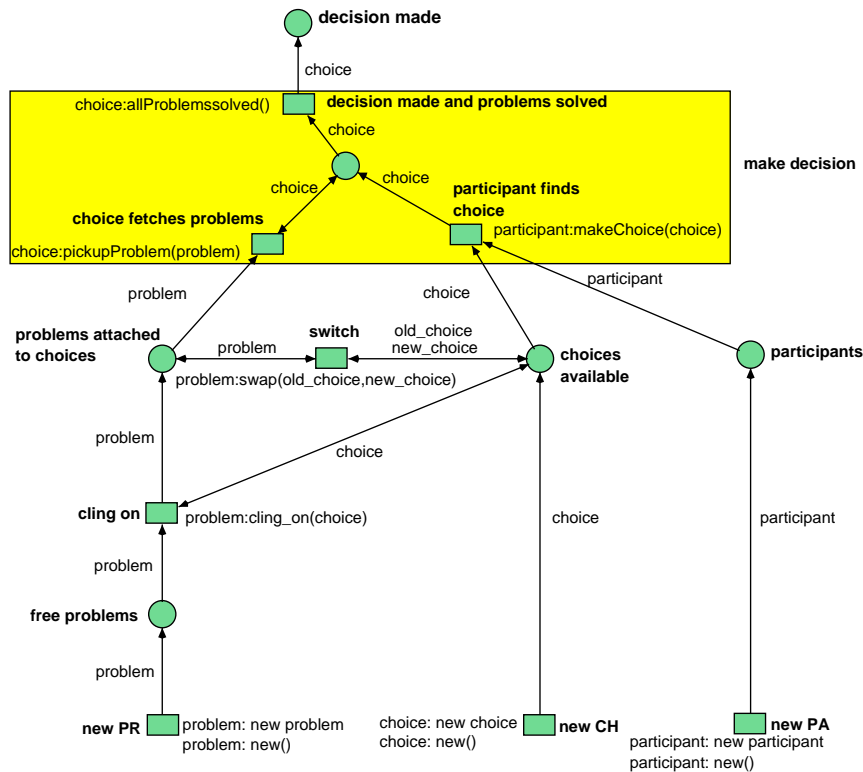 decision made
choice
choice:allProblemssolved()
decision made and problems solved
choice
choice
choice
make decision
participant finds
choice
choice fetches problems
participant:makeChoice(choice)
choice:pickupProblem(problem)
participant
problem
choice
problems attached
to choices
switch
old_choice
new_choice
problem
choices
available
participants
problem:swap(old_choice,new_choice)
problem
choice
cling on
problem:cling_on(choice)
choice
participant
problem
free problems
problem
new PR
problem: new problem
problem: new()
choice: new choice
choice: new()
new CH
new PA
participant: new participant
participant: new()